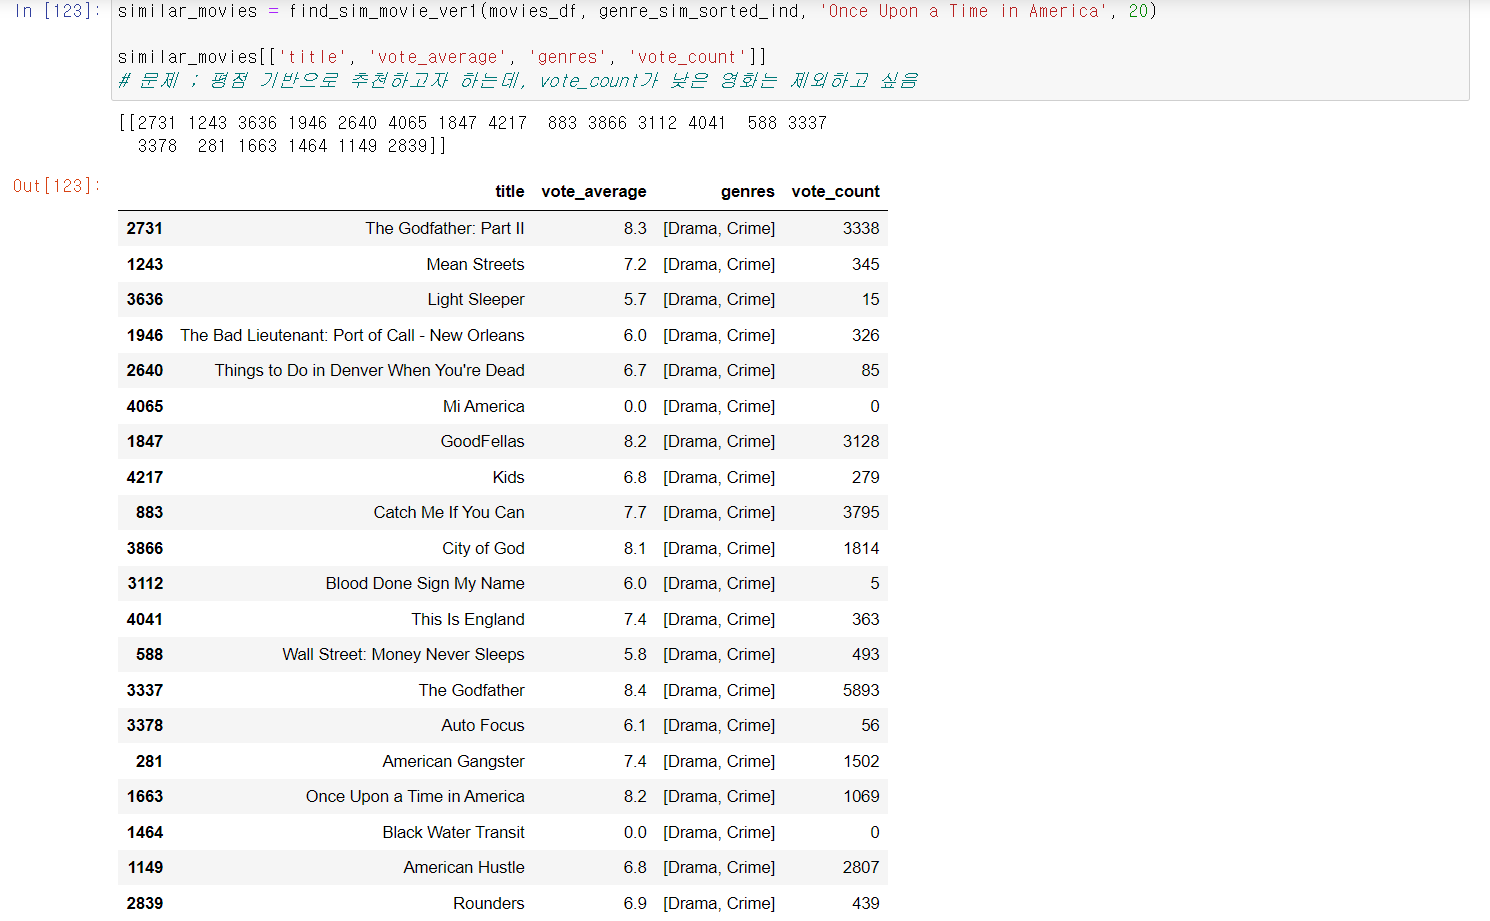 In [123]: similar_movies = find_sim_movie_ver1(movies_df, genre_sim_sorted_ind, 'Once Upon a Time in America', 20)
similar_movies[['title', 'vote_average', 'genres', 'vote_count']]
# 문제 ; 평점 기반으로 추천하고자 하는데, vote_count가 낮은 영화는 제외하고 싶음
[[2731 1243 3636 1946 2640 4065 1847 4217  883 3866 3112 4041  588 3337
3378  281 1663 1464 1149 2839]]
Out[123]:
title vote_average genres vote_count
2731 The Godfather: Part II 8.3 [Drama, Crime] 3338
1243 Mean Streets 7.2 [Drama, Crime] 345
3636 Light Sleeper 5.7 [Drama, Crime] 15
1946 The Bad Lieutenant: Port of Call - New Orleans 6.0 [Drama, Crime] 326
2640 Things to Do in Denver When You're Dead 6.7 [Drama, Crime] 85
4065 Mi America 0.0 [Drama, Crime] 0
1847 GoodFellas 8.2 [Drama, Crime] 3128
4217 Kids 6.8 [Drama, Crime] 279
883 Catch Me If You Can 7.7 [Drama, Crime] 3795
3866 City of God 8.1 [Drama, Crime] 1814
3112 Blood Done Sign My Name 6.0 [Drama, Crime] 5
4041 This Is England 7.4 [Drama, Crime] 363
588 Wall Street: Money Never Sleeps 5.8 [Drama, Crime] 493
3337 The Godfather 8.4 [Drama, Crime] 5893
3378 Auto Focus 6.1 [Drama, Crime] 56
281 American Gangster 7.4 [Drama, Crime] 1502
1663 Once Upon a Time in America 8.2 [Drama, Crime] 1069
1464 Black Water Transit 0.0 [Drama, Crime] 0
1149 American Hustle 6.8 [Drama, Crime] 2807
2839 Rounders 6.9 [Drama, Crime] 439